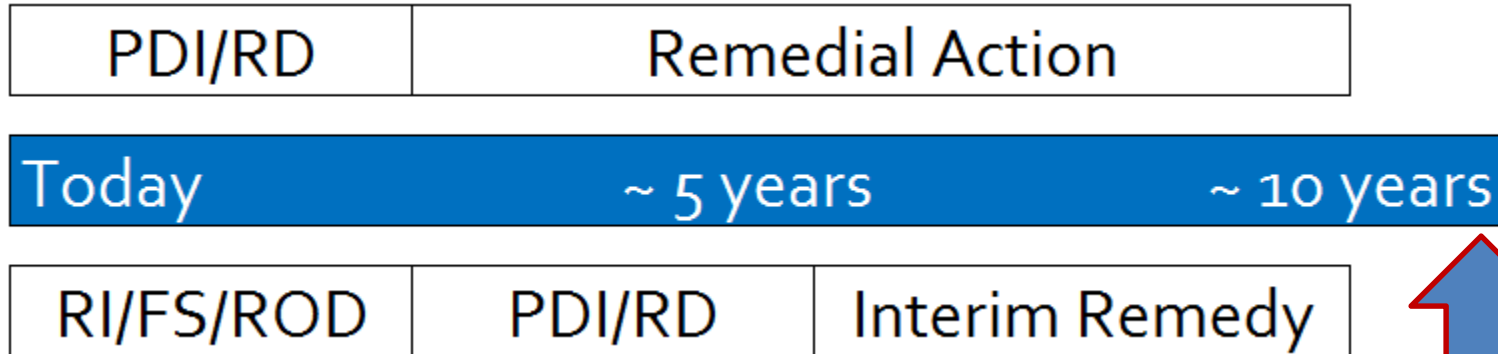 PDI/RD Remedial Action
Today ~ 5 years ~ 10 years
RI/FS/ROD PDI/RD Interim Remedy